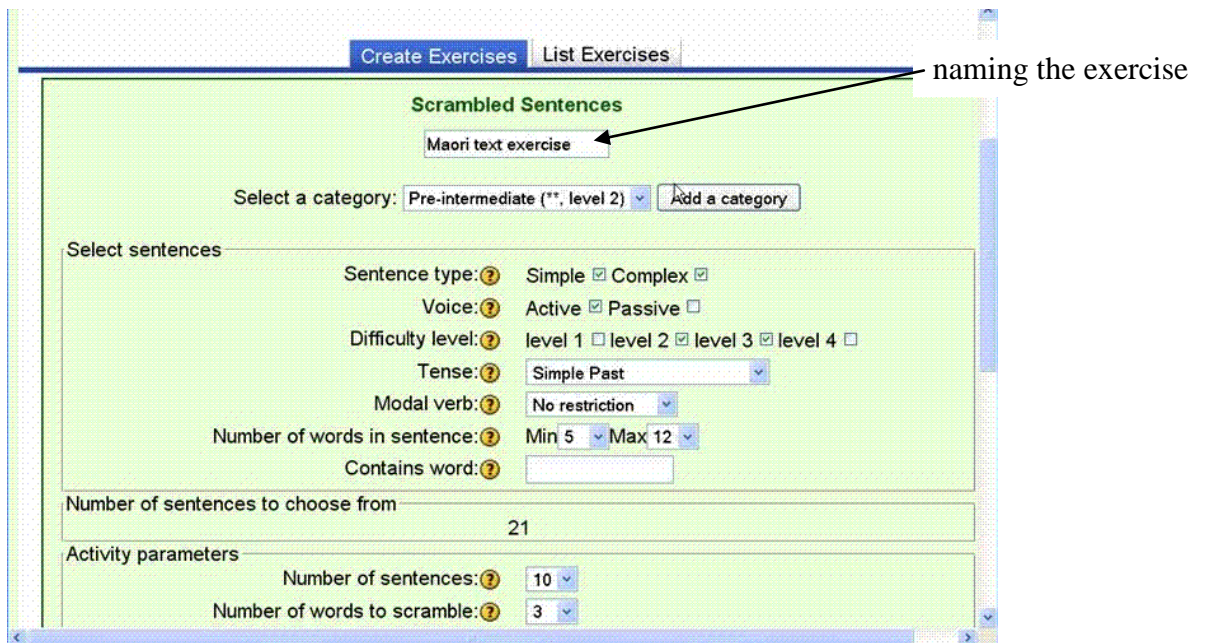 Create Exercises List Exercises
naming the exercise
Scrambled Sentences
Maori text exercise
Select a category: Pre-intermediate (**, level 2) Add a category
Select sentences
Sentence type: ? Simple Complex
Voice: ? Active Passive
Difficulty level: ? level 1 level 2 level 3 level 4
Tense: ? Simple Past
Modal verb: ? No restriction
Number of words in sentence: ? Min 5 Max 12
Contains word: ?
Number of sentences to choose from
21
Activity parameters
Number of sentences: ? 10
Number of words to scramble: ? 3